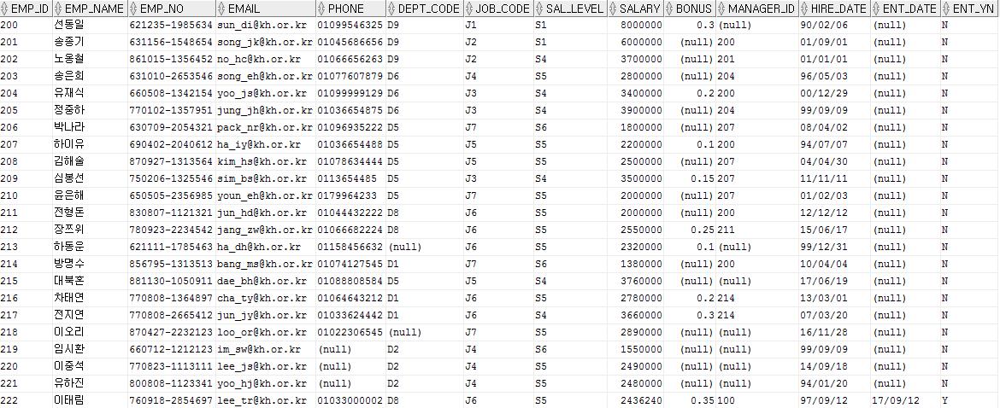 EMP_ID EMP_NAME EMP_NO EMAIL PHONE DEPT_CODE JOB_CODE SAL_LEVEL SALARY BONUS MANAGER_ID HIRE_DATE ENT_DATE ENT_YN
200 선동일 621235-1985634 sun_di@kh.or.kr 01099546325 D9 J1 S1 8000000 0.3 (null) 90/02/06 (null) N
201 송종기 631156-1548654 song_jk@kh.or.kr 01045686656 D9 J2 S1 6000000 (null) 200 01/09/01 (null) N
202 노옹철 861015-1356452 no_hc@kh.or.kr 01066656263 D9 J2 S4 3700000 (null) 201 01/01/01 (null) N
203 송은희 631010-2653546 song_eh@kh.or.kr 01077607879 D6 J4 S5 2800000 (null) 204 96/05/03 (null) N
204 유재식 660508-1342154 yoo_js@kh.or.kr 01099999129 D6 J3 S4 3400000 0.2 200 00/12/29 (null) N
205 정중하 770102-1357951 jung_jh@kh.or.kr 01036654875 D6 J3 S4 3900000 (null) 204 99/09/09 (null) N
206 박나라 630709-2054321 pack_nr@kh.or.kr 01096935222 D5 J7 S6 1800000 (null) 207 08/04/02 (null) N
207 하이유 690402-2040612 ha_iy@kh.or.kr 01036654488 D5 J5 S5 2200000 0.1 200 94/07/07 (null) N
208 김해술 870927-1313564 kim_hs@kh.or.kr 01078634444 D5 J5 S5 2500000 (null) 207 04/04/30 (null) N
209 심봉선 750206-1325546 sim_bs@kh.or.kr 0113654485 D5 J3 S4 3500000 0.15 207 11/11/11 (null) N
210 윤은해 650505-2356985 youn_eh@kh.or.kr 0179964233 D5 J7 S5 2000000 (null) 207 01/02/03 (null) N
211 전형돈 830807-1121321 jun_hd@kh.or.kr 01044432222 D8 J6 S5 2000000 (null) 200 12/12/12 (null) N
212 장쯔위 780923-2234542 jang_zw@kh.or.kr 01066682224 D8 J6 S5 2550000 0.25 211 15/06/17 (null) N
213 하동운 621111-1785463 ha_dh@kh.or.kr 01158456632 (null) J6 S5 2320000 0.1 (null) 99/12/31 (null) N
214 방명수 856795-1313513 bang_ms@kh.or.kr 01074127545 D1 J7 S6 1380000 (null) 200 10/04/04 (null) N
215 대북혼 881130-1050911 dae_bh@kh.or.kr 01088808584 D5 J5 S4 3760000 (null) (null) 17/06/19 (null) N
216 차태연 770808-1364897 cha_ty@kh.or.kr 01064643212 D1 J6 S5 2780000 0.2 214 13/03/01 (null) N
217 전지연 770808-2665412 jun_jy@kh.or.kr 01033624442 D1 J6 S4 3660000 0.3 214 07/03/20 (null) N
218 이오리 870427-2232123 loo_or@kh.or.kr 01022306545 (null) J7 S5 2890000 (null) (null) 16/11/28 (null) N
219 임시환 660712-1212123 im_sw@kh.or.kr (null) D2 J4 S6 1550000 (null) (null) 99/09/09 (null) N
220 이중석 770823-1113111 lee_js@kh.or.kr (null) D2 J4 S5 2490000 (null) (null) 14/09/18 (null) N
221 유하진 800808-1123341 yoo_hj@kh.or.kr (null) D2 J4 S5 2480000 (null) (null) 94/01/20 (null) N
222 이태림 760918-2854697 lee_tr@kh.or.kr 01033000002 D8 J6 S5 2436240 0.35 100 97/09/12 17/09/12 Y